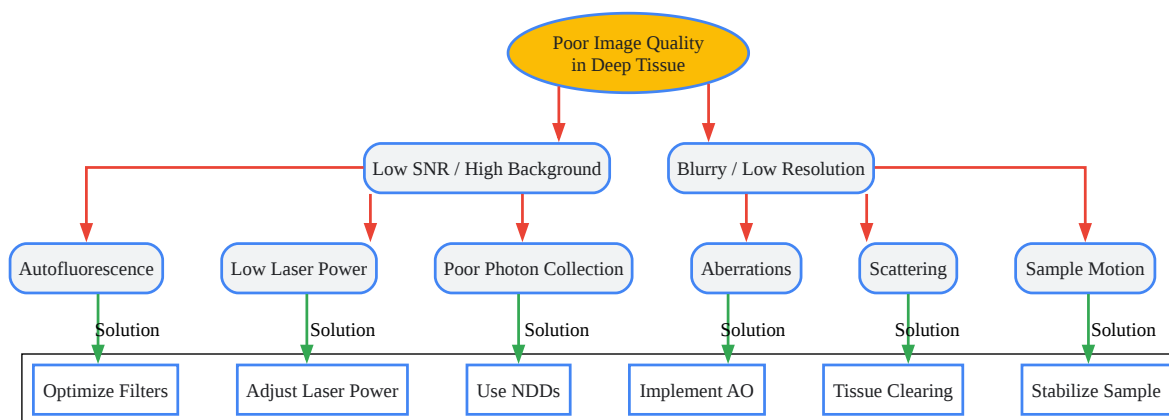 Poor Image Quality
in Deep Tissue
Low SNR / High Background
Blurry / Low Resolution
Autofluorescence
Low Laser Power
Poor Photon Collection
Aberrations
Scattering
Sample Motion
Solution
Solution
Solution
Solution
Solution
Solution
Optimize Filters
Adjust Laser Power
Use NDDs
Implement AO
Tissue Clearing
Stabilize Sample